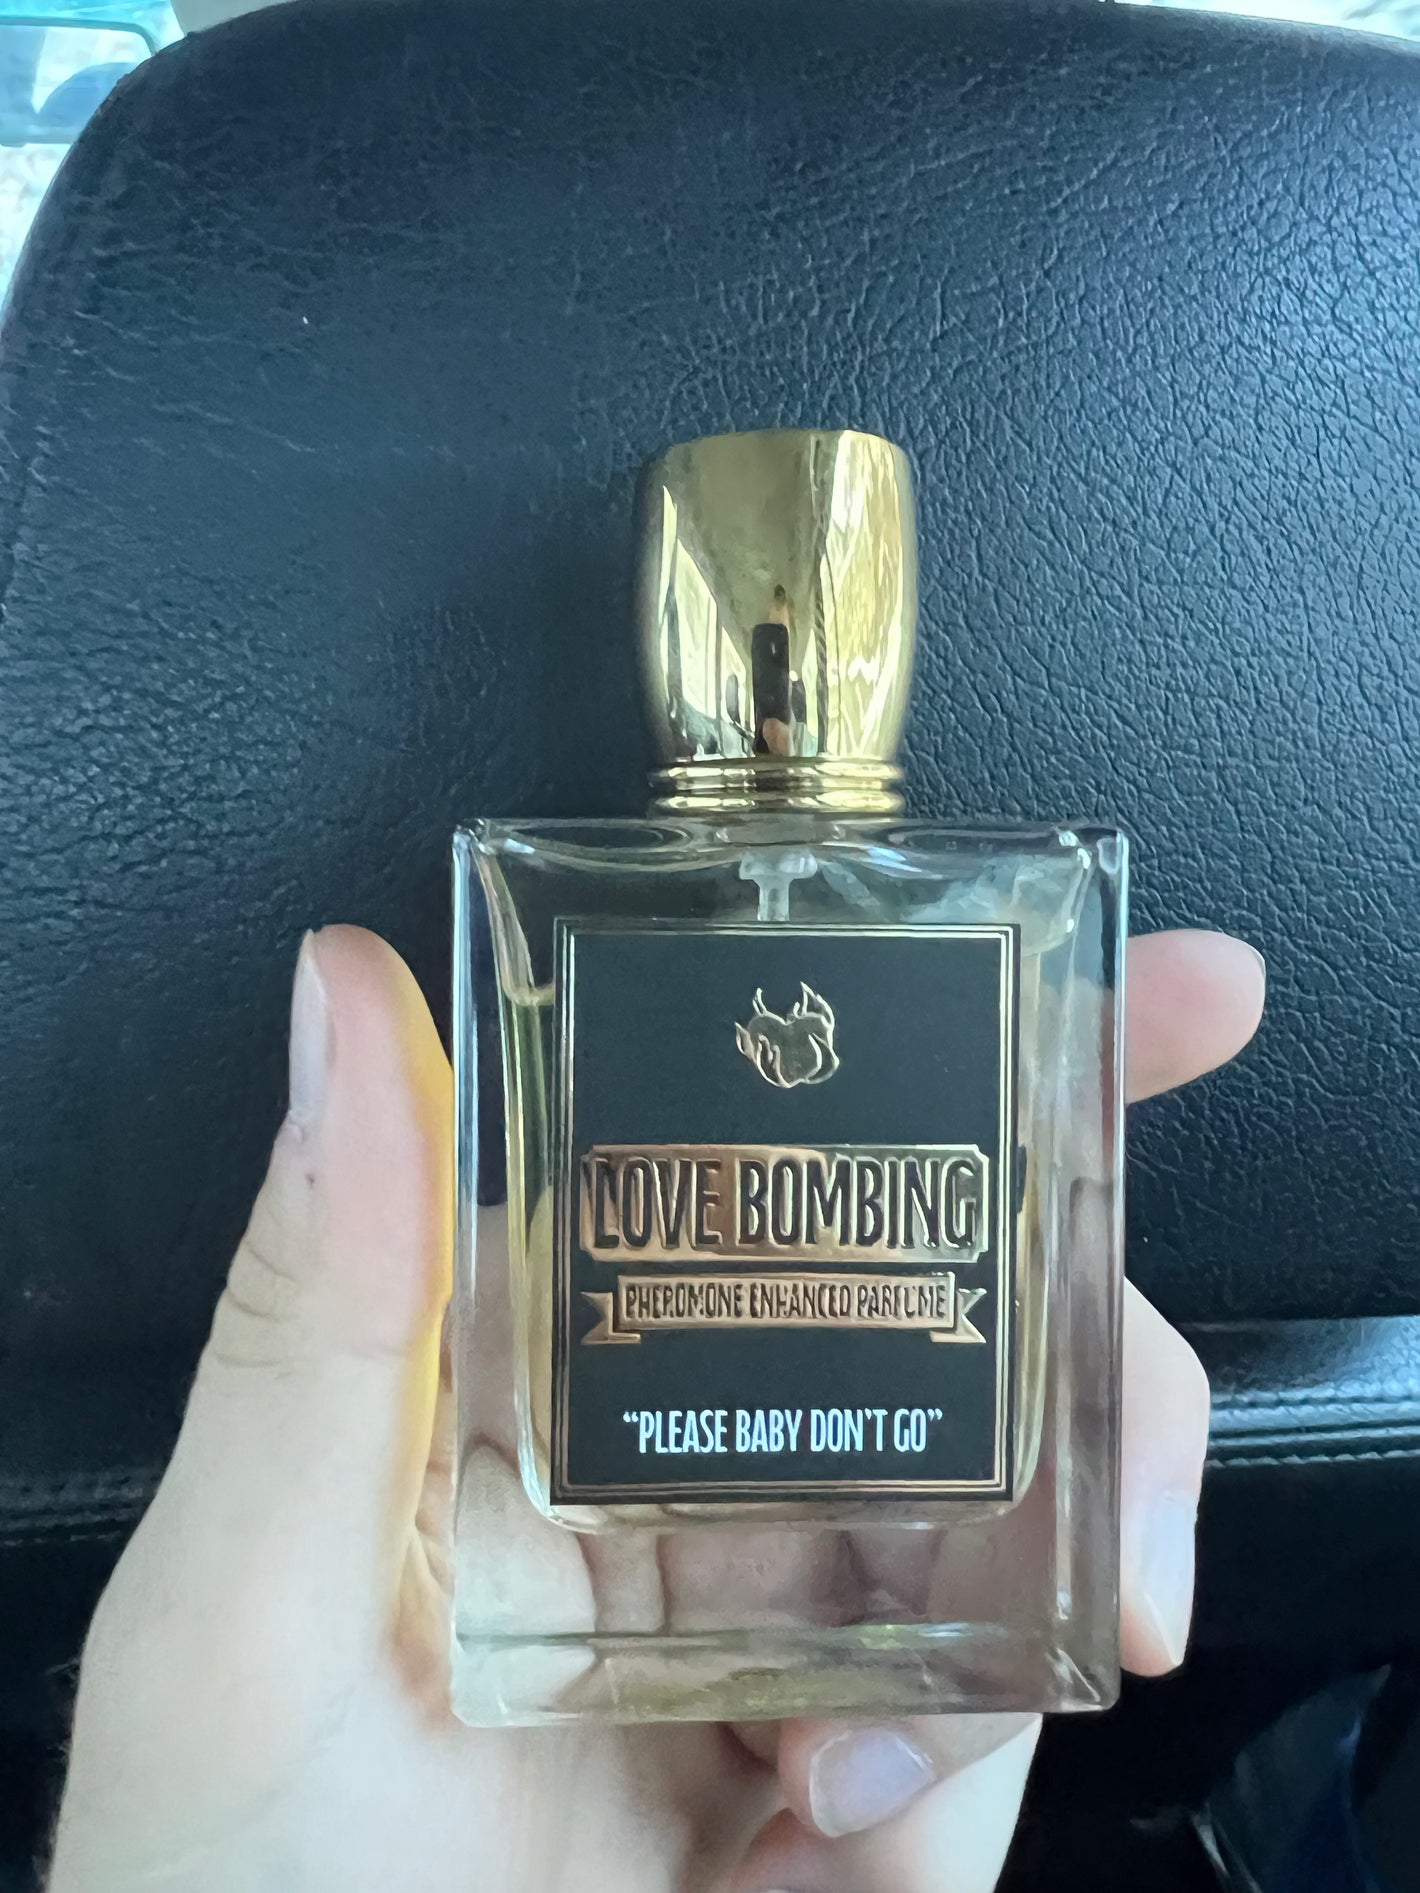 LOVE BOMBING
PHEROMONE ENHANCED PARFUME
“PLEASE BABY DON’T GO”